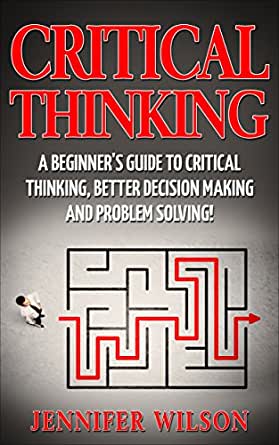 CRITICAL
THINKING
A BEGINNER'S GUIDE TO CRITICAL
THINKING, BETTER DECISION MAKING
AND PROBLEM SOLVING!
JENNIFER WILSON